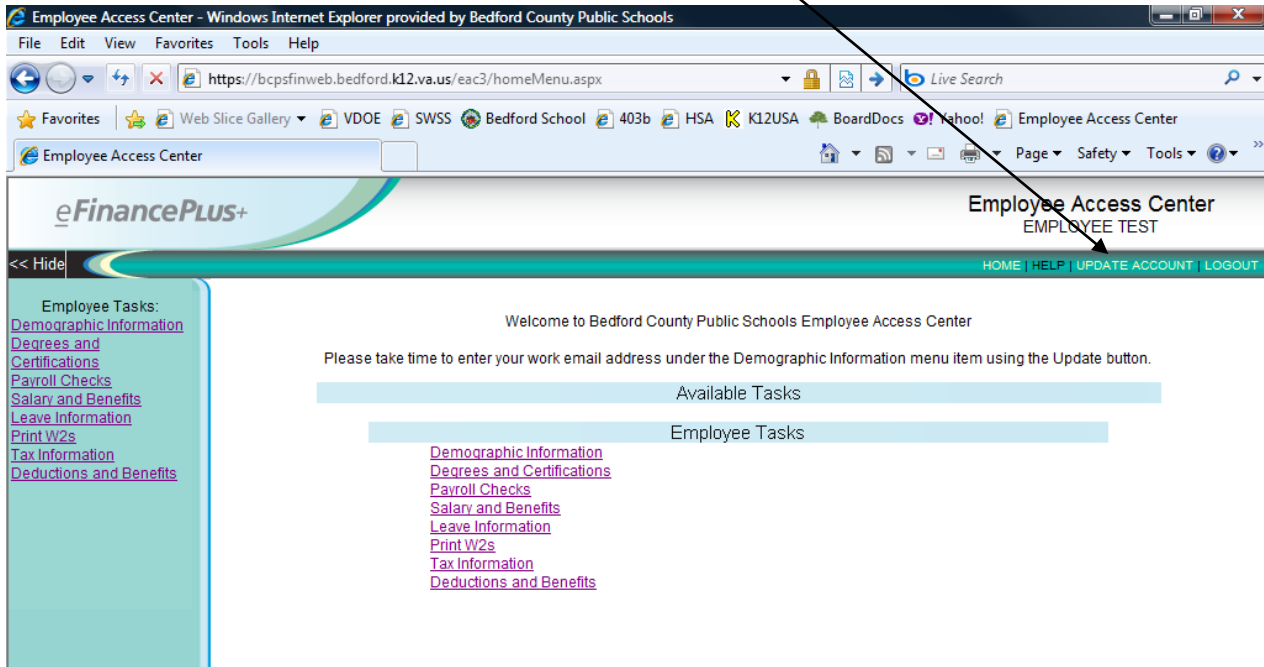 Employee Access Center - Windows Internet Explorer provided by Bedford County Public Schools
File Edit View Favorites Tools Help
https://bcpsfinweb.bedford.k12.va.us/eac3/homeMenu.aspx Live Search
Favorites Web Slice Gallery VDOE SWSS Bedford School 403b HSA K12USA BoardDocs Yahoo! Employee Access Center
Employee Access Center Page Safety Tools
eFinancePLUS+
Employee Access Center
EMPLOYEE TEST
<< Hide
HOME | HELP | UPDATE ACCOUNT | LOGOUT
Employee Tasks:
Demographic Information
Degrees and
Certifications
Payroll Checks
Salary and Benefits
Leave Information
Print W2s
Tax Information
Deductions and Benefits
Welcome to Bedford County Public Schools Employee Access Center
Please take time to enter your work email address under the Demographic Information menu item using the Update button.
Available Tasks
Employee Tasks
Demographic Information
Degrees and Certifications
Payroll Checks
Salary and Benefits
Leave Information
Print W2s
Tax Information
Deductions and Benefits